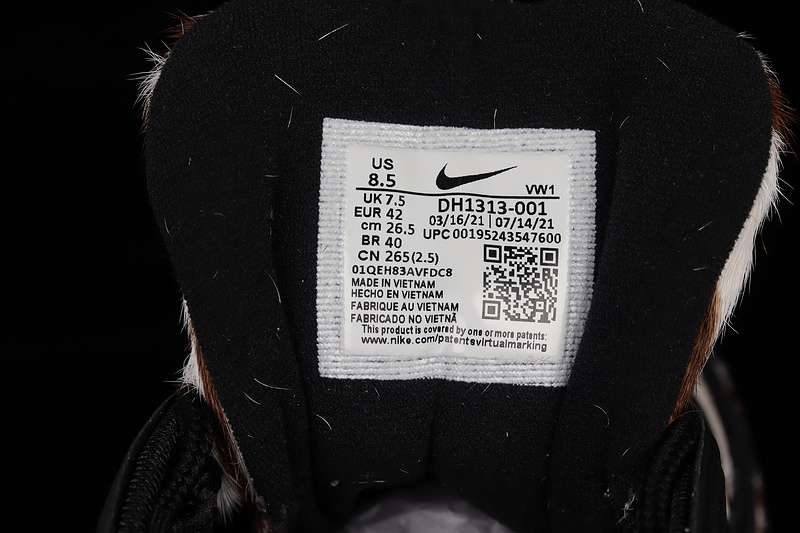 US
8.5
VW1
UK 7.5
DH1313-001
EUR 42
03/16/21 | 07/14/21
cm 26.5
UPC 00195243547600
BR 40
CN 265(2.5)
01QEH83AVFDC8
MADE IN VIETNAM
HECHO EN VIETNAM
FABRIQUE AU VIETNAM
FABRICADO NO VIETNÃ
This product is covered by one or more patents:
www.nike.com/patentsvirtualmarking